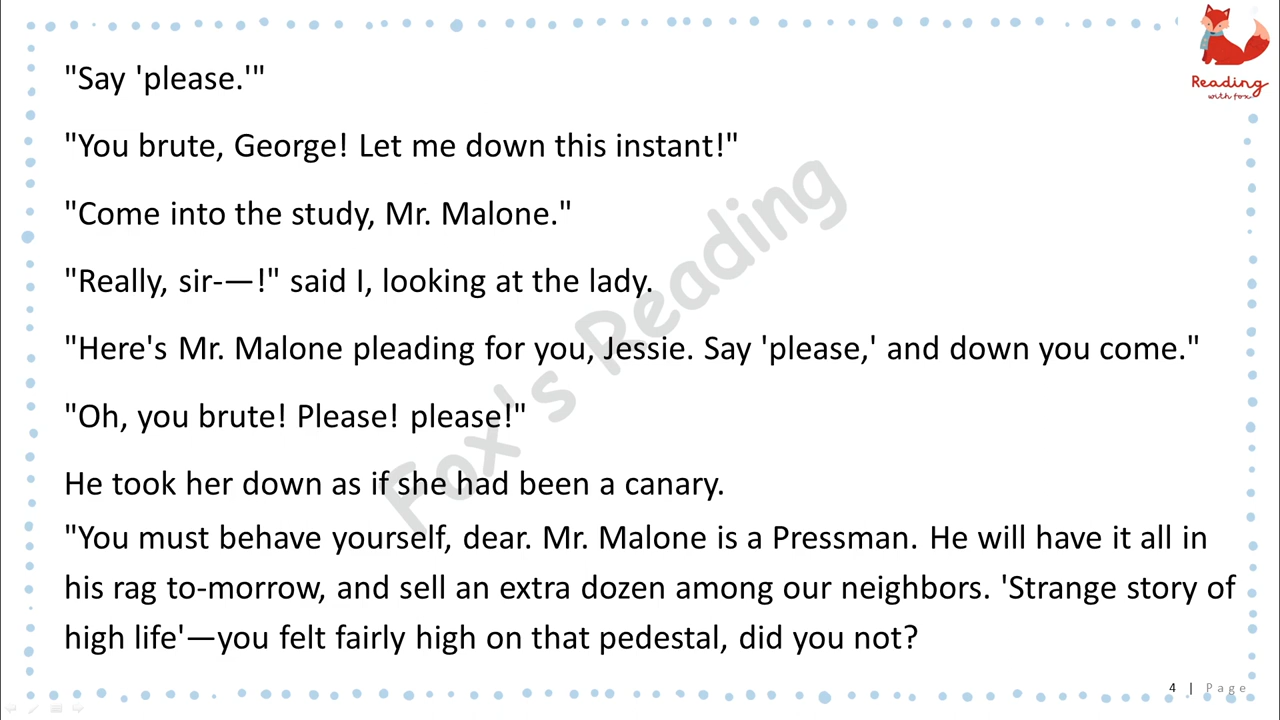 Reading
with fox
"Say 'please.'"
"You brute, George! Let me down this instant!"
"Come into the study, Mr. Malone."
"Really, sir-—!" said I, looking at the lady.
"Here's Mr. Malone pleading for you, Jessie. Say 'please,' and down you come."
"Oh, you brute! Please! please!"
He took her down as if she had been a canary.
"You must behave yourself, dear. Mr. Malone is a Pressman. He will have it all in
his rag to-morrow, and sell an extra dozen among our neighbors. 'Strange story of
high life'—you felt fairly high on that pedestal, did you not?
Fox's Reading
4 | Page